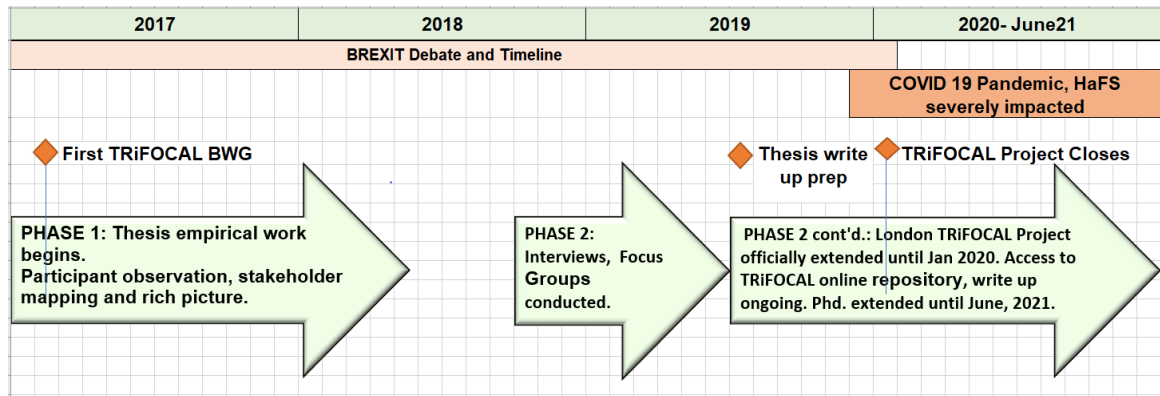 2017
2018
2019
2020- June21
BREXIT Debate and Timeline
COVID 19 Pandemic, HaFS
severely impacted
First TRiFOCAL BWG
Thesis write
up prep
TRiFOCAL Project Closes
PHASE 1: Thesis empirical work
begins.
Participant observation, stakeholder
mapping and rich picture.
PHASE 2:
Interviews, Focus
Groups
conducted.
PHASE 2 cont'd.: London TRiFOCAL Project
officially extended until Jan 2020. Access to
TRiFOCAL online repository, write up
ongoing. Phd. extended until June, 2021.